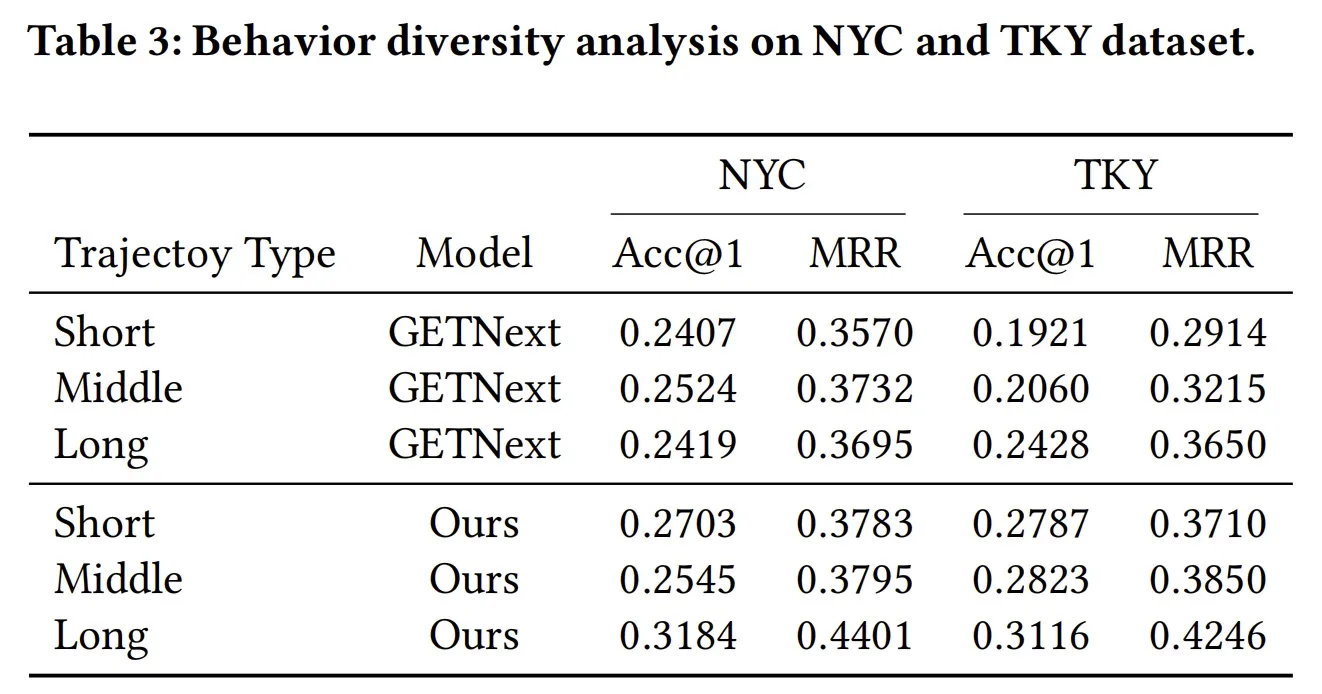 Table 3: Behavior diversity analysis on NYC and TKY dataset.
NYC TKY
Trajectoy Type Model Acc@1 MRR Acc@1 MRR
Short GETNext 0.2407 0.3570 0.1921 0.2914
Middle GETNext 0.2524 0.3732 0.2060 0.3215
Long GETNext 0.2419 0.3695 0.2428 0.3650
Short Ours 0.2703 0.3783 0.2787 0.3710
Middle Ours 0.2545 0.3795 0.2823 0.3850
Long Ours 0.3184 0.4401 0.3116 0.4246